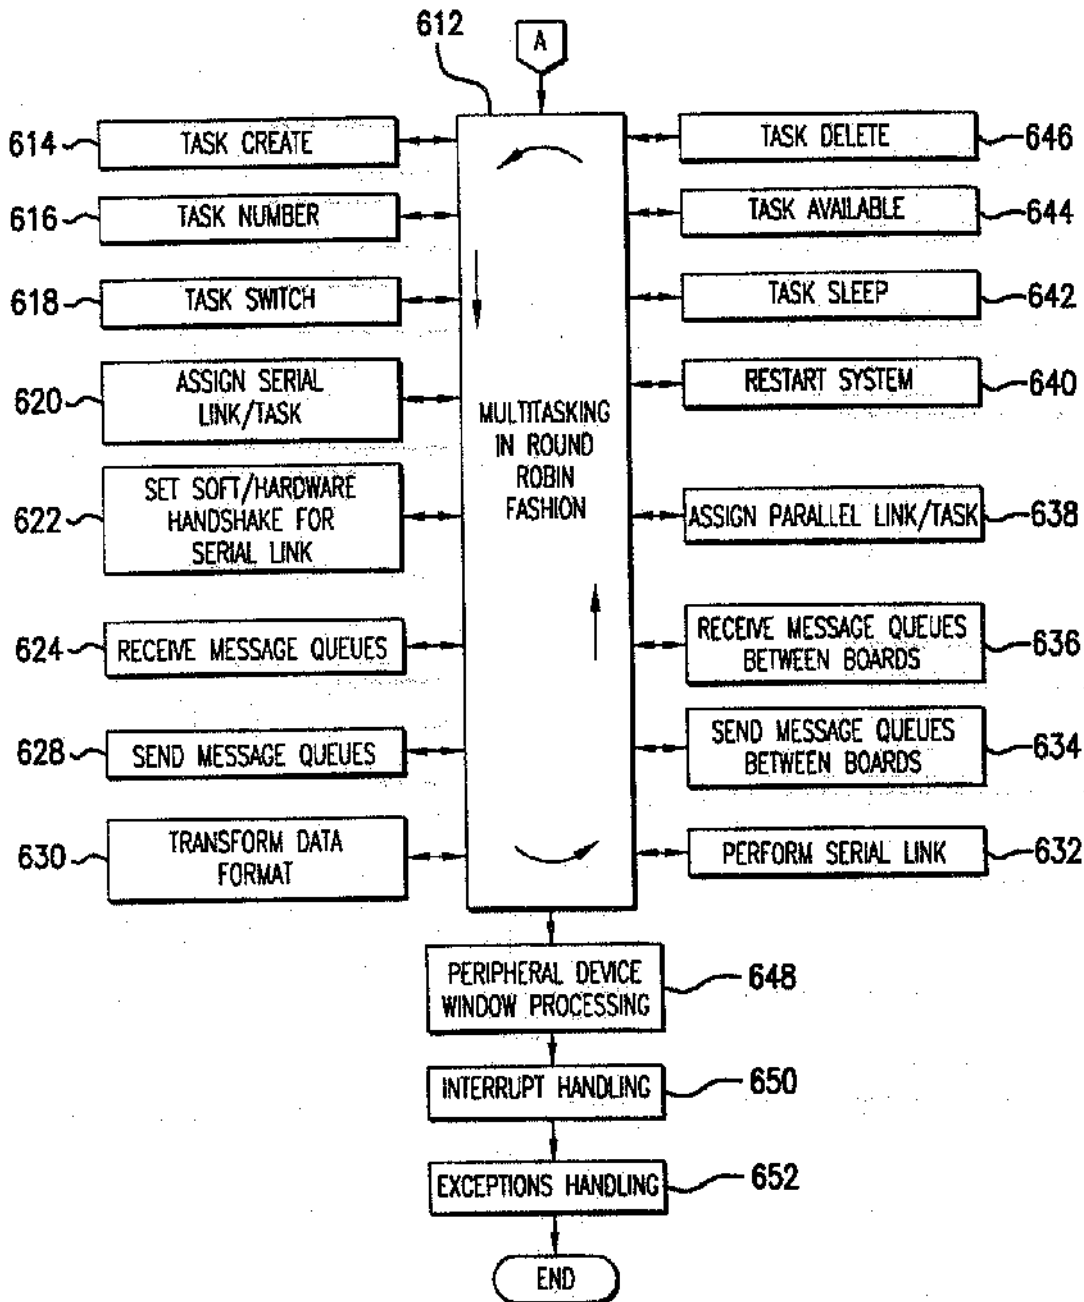 612
A
614
TASK CREATE
TASK DELETE
646
616
TASK NUMBER
TASK AVAILABLE
644
618
TASK SWITCH
TASK SLEEP
642
620
ASSIGN SERIAL
LINK/TASK
RESTART SYSTEM
640
MULTITASKING
IN ROUND
ROBIN
FASHION
622
SET SOFT/HARDWARE
HANDSHAKE FOR
SERIAL LINK
ASSIGN PARALLEL LINK/TASK
638
624
RECEIVE MESSAGE QUEUES
RECEIVE MESSAGE QUEUES
BETWEEN BOARDS
636
628
SEND MESSAGE QUEUES
SEND MESSAGE QUEUES
BETWEEN BOARDS
634
630
TRANSFORM DATA
FORMAT
PERFORM SERIAL LINK
632
PERIPHERAL DEVICE
WINDOW PROCESSING
648
INTERRUPT HANDLING
650
EXCEPTIONS HANDLING
652
END